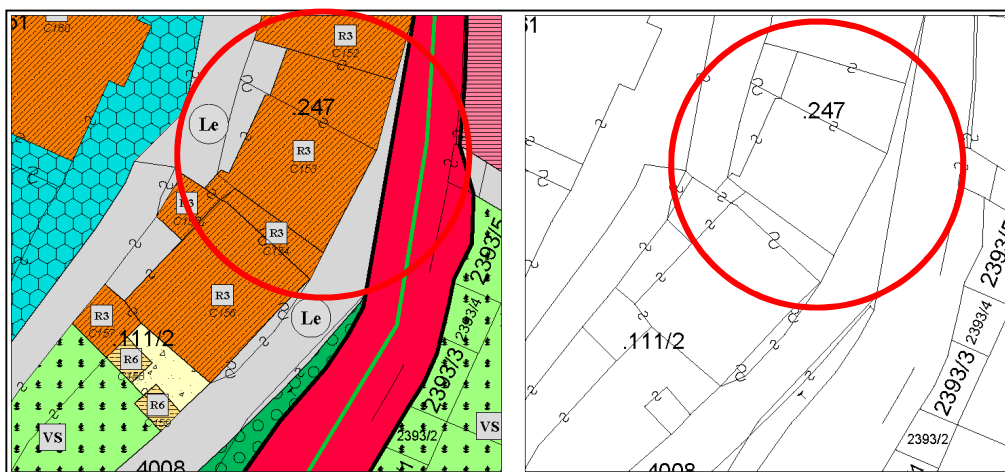 51
C160
R3
C152
.247
Le
R3
C153
R3
R3
C154
2393/5
R3
C156
Le
R3
C157
.111/2
2393/4
R6
2393/3
R6
VS
VS
2393/2
4008
51
.247
2393/5
2393/4
.111/2
2393/3
2393/2
4008